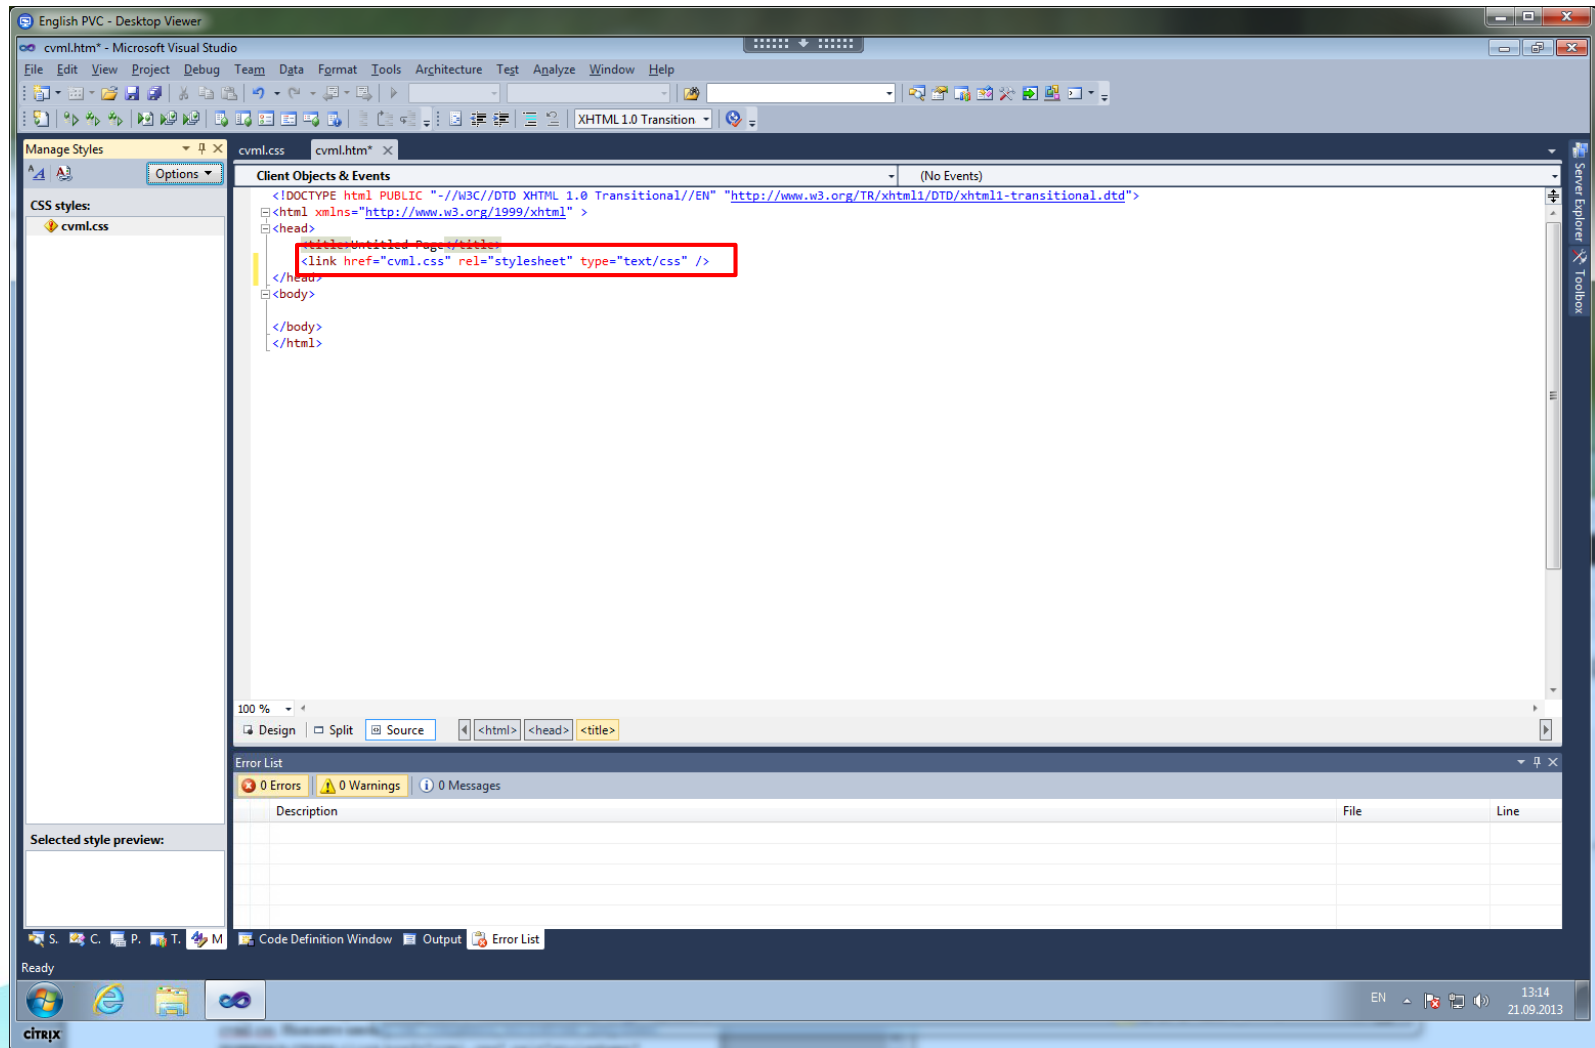 English PVC - Desktop Viewer
cvml.htm* - Microsoft Visual Studio
File Edit View Project Debug Team Data Format Tools Architecture Test Analyze Window Help
XHTML 1.0 Transition
Manage Styles
cvml.css cvml.htm*
Options
Client Objects & Events (No Events)
CSS styles:
cvml.css
<!DOCTYPE html PUBLIC "-//W3C//DTD XHTML 1.0 Transitional//EN" "http://www.w3.org/TR/xhtml1/DTD/xhtml1-transitional.dtd">
<html xmlns="http://www.w3.org/1999/xhtml" >
<head>
<title>Untitled Page</title>
<link href="cvml.css" rel="stylesheet" type="text/css" />
</head>
<body>
</body>
</html>
Server Explorer
Toolbox
100 %
Design Split Source <html> <head> <title>
Error List
0 Errors 0 Warnings 0 Messages
Description File Line
Selected style preview:
S. C. P. T. M Code Definition Window Output Error List
Ready
EN 13:14
21.09.2013
CITRIX